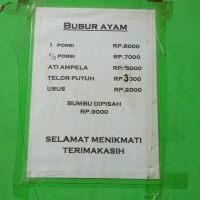 BUBUR AYAM
1 PORSI RP.8000
1/2 PORSI RP.7000
ATI AMPELA RP.5000
TELOR PUYUH RP.3000
USUS RP.2000
BUMBU DIPISAH
RP.9000
SELAMAT MENIKMATI
TERIMAKASIH